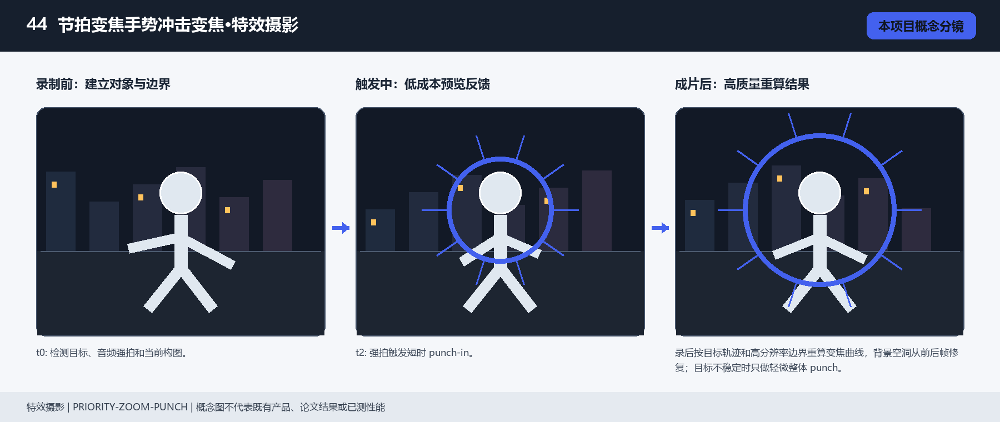 44 节拍变焦手势冲击变焦•特效摄影
本项目概念分镜
录制前：建立对象与边界
触发中：低成本预览反馈
成片后：高质量重算结果
t0: 检测目标、音频强拍和当前构图。
t2: 强拍触发短时 punch-in。
录后按目标轨迹和高分辨率边界重算变焦曲线，背景空洞从前后帧修
复；目标不稳定时只做轻微整体 punch。
特效摄影 | PRIORITY-ZOOM-PUNCH | 概念图不代表既有产品、论文结果或已测性能